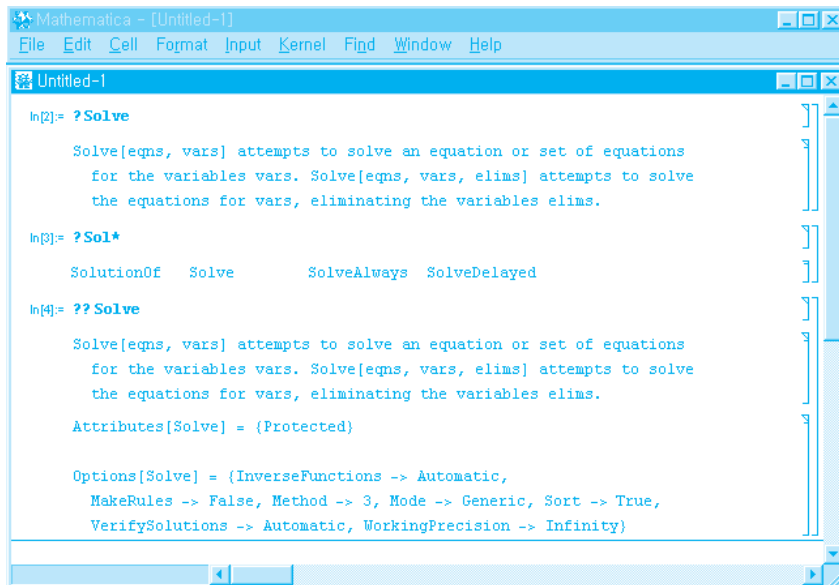 Mathematica - [Untitled-1]
File Edit Cell Format Input Kernel Find Window Help
Untitled-1
In[2]:= ?Solve
Solve[eqns, vars] attempts to solve an equation or set of equations
for the variables vars. Solve[eqns, vars, elims] attempts to solve
the equations for vars, eliminating the variables elims.
In[3]:= ?Sol*
SolutionOf Solve SolveAlways SolveDelayed
In[4]:= ??Solve
Solve[eqns, vars] attempts to solve an equation or set of equations
for the variables vars. Solve[eqns, vars, elims] attempts to solve
the equations for vars, eliminating the variables elims.
Attributes[Solve] = {Protected}
Options[Solve] = {InverseFunctions -> Automatic,
MakeRules -> False, Method -> 3, Mode -> Generic, Sort -> True,
VerifySolutions -> Automatic, WorkingPrecision -> Infinity}